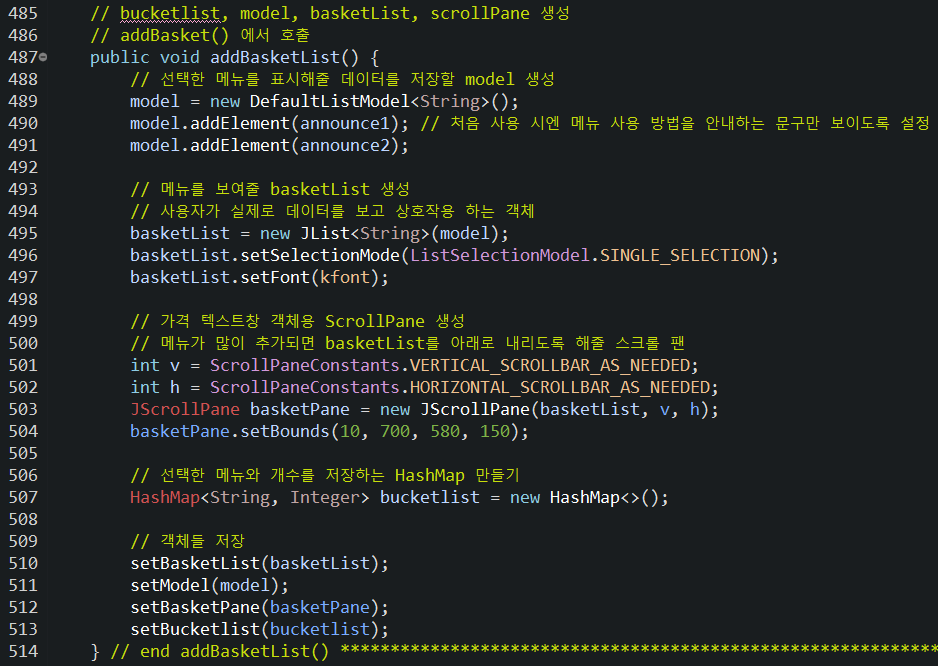 485 // bucketlist, model, basketList, scrollPane 생성
486 // addBasket() 에서 호출
487 public void addBasketList() {
488 // 선택한 메뉴를 표시해줄 데이터를 저장할 model 생성
489 model = new DefaultListModel<String>();
490 model.addElement(announce1); // 처음 사용 시엔 메뉴 사용 방법을 안내하는 문구만 보이도록 설정
491 model.addElement(announce2);
492
493 // 메뉴를 보여줄 basketList 생성
494 // 사용자가 실제로 데이터를 보고 상호작용 하는 객체
495 basketList = new JList<String>(model);
496 basketList.setSelectionMode(ListSelectionModel.SINGLE_SELECTION);
497 basketList.setFont(kfont);
498
499 // 가격 텍스트창 객체용 ScrollPane 생성
500 // 메뉴가 많이 추가되면 basketList를 아래로 내리도록 해줄 스크롤 팬
501 int v = ScrollPaneConstants.VERTICAL_SCROLLBAR_AS_NEEDED;
502 int h = ScrollPaneConstants.HORIZONTAL_SCROLLBAR_AS_NEEDED;
503 JScrollPane basketPane = new JScrollPane(basketList, v, h);
504 basketPane.setBounds(10, 700, 580, 150);
505
506 // 선택한 메뉴와 개수를 저장하는 HashMap 만들기
507 HashMap<String, Integer> bucketlist = new HashMap<>();
508
509 // 객체들 저장
510 setBasketList(basketList);
511 setModel(model);
512 setBasketPane(basketPane);
513 setBucketlist(bucketlist);
514 } // end addBasketList() ************************************************************